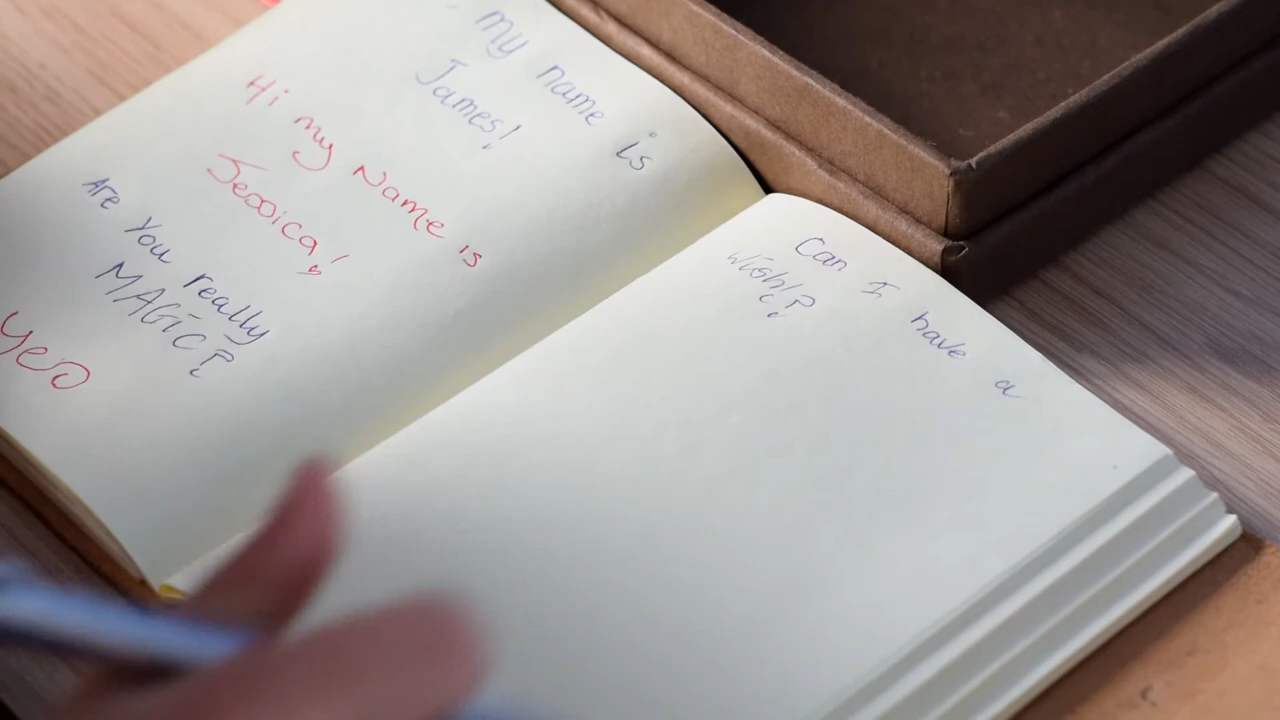 my name is
James!
Hi my Name is
Jessica!
Are You really
MAGIC?
Yes
Can I have a
wish!?